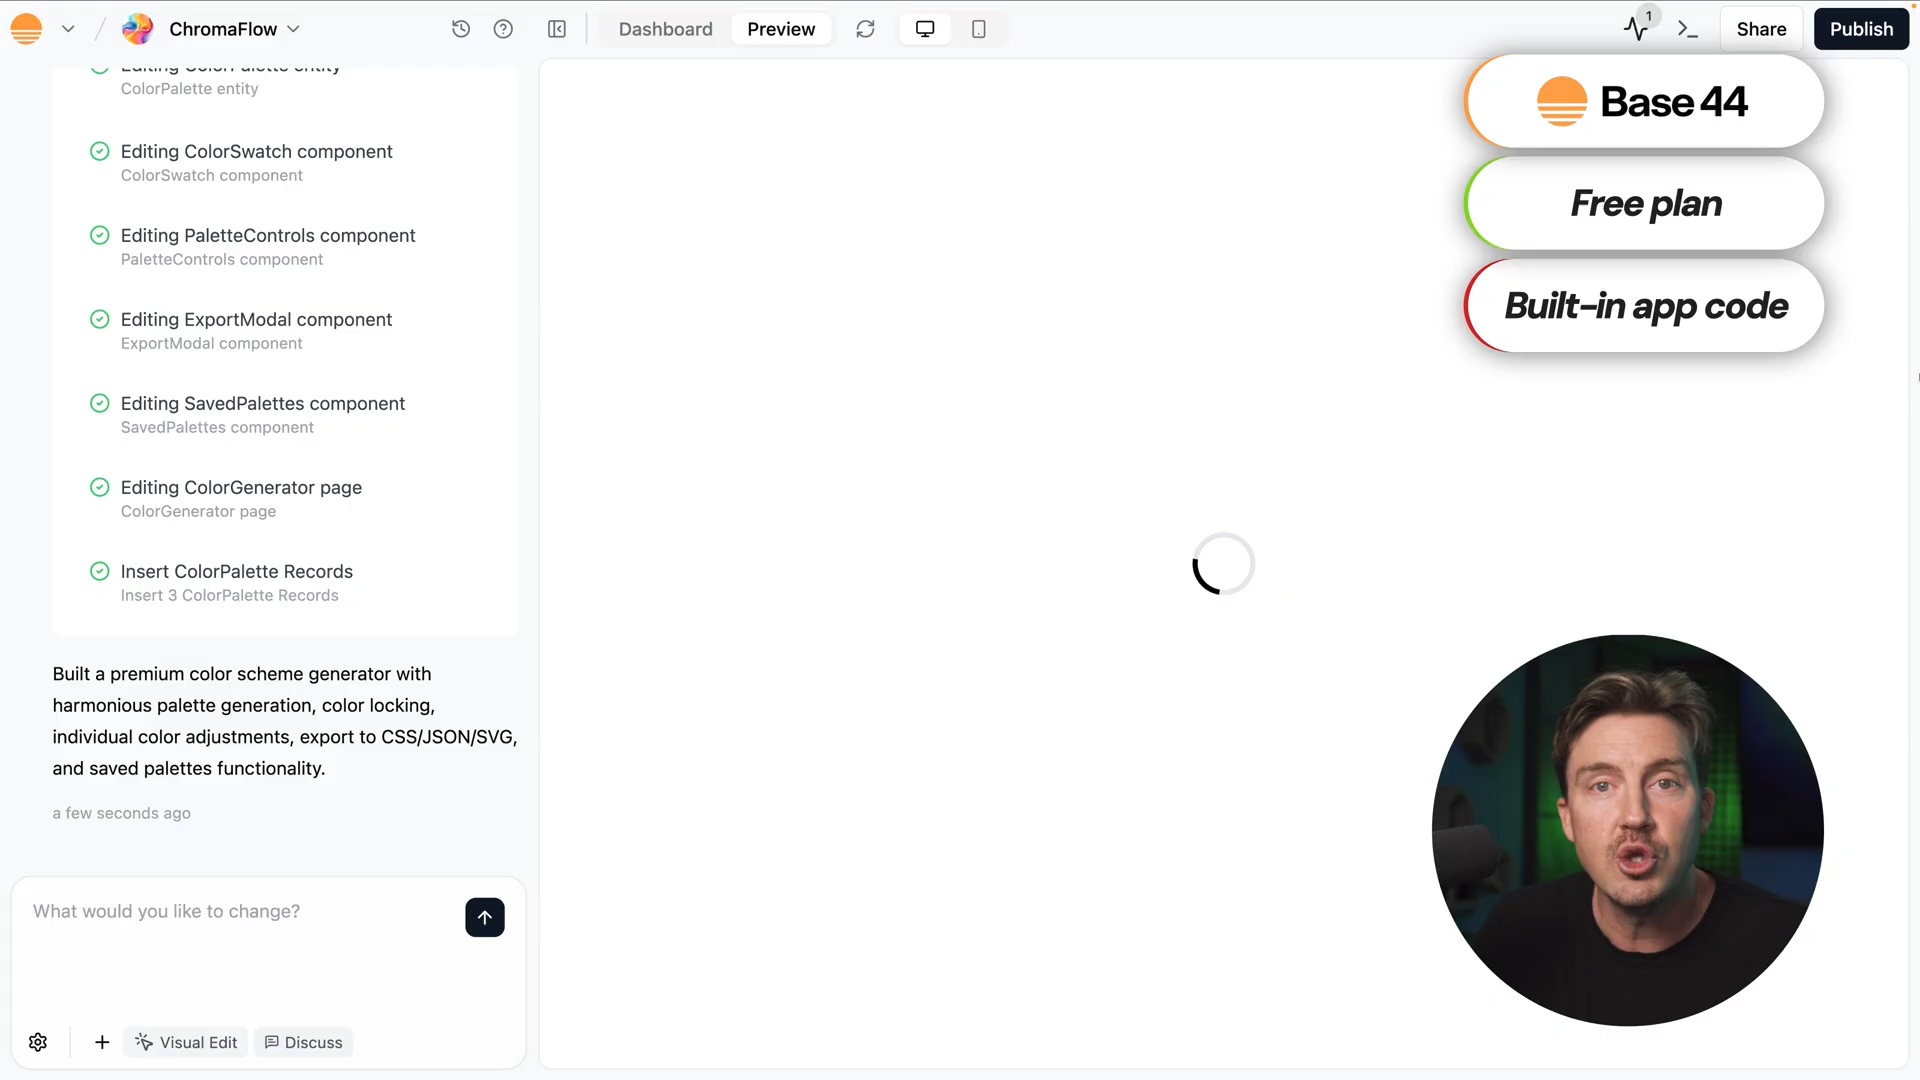 ChromaFlow
Dashboard
Preview
1
Share
Publish
Editing ColorPalette entity
ColorPalette entity
Editing ColorSwatch component
ColorSwatch component
Editing PaletteControls component
PaletteControls component
Editing ExportModal component
ExportModal component
Editing SavedPalettes component
SavedPalettes component
Editing ColorGenerator page
ColorGenerator page
Insert ColorPalette Records
Insert 3 ColorPalette Records
Built a premium color scheme generator with
harmonious palette generation, color locking,
individual color adjustments, export to CSS/JSON/SVG,
and saved palettes functionality.
a few seconds ago
What would you like to change?
Visual Edit
Discuss
Base 44
Free plan
Built-in app code